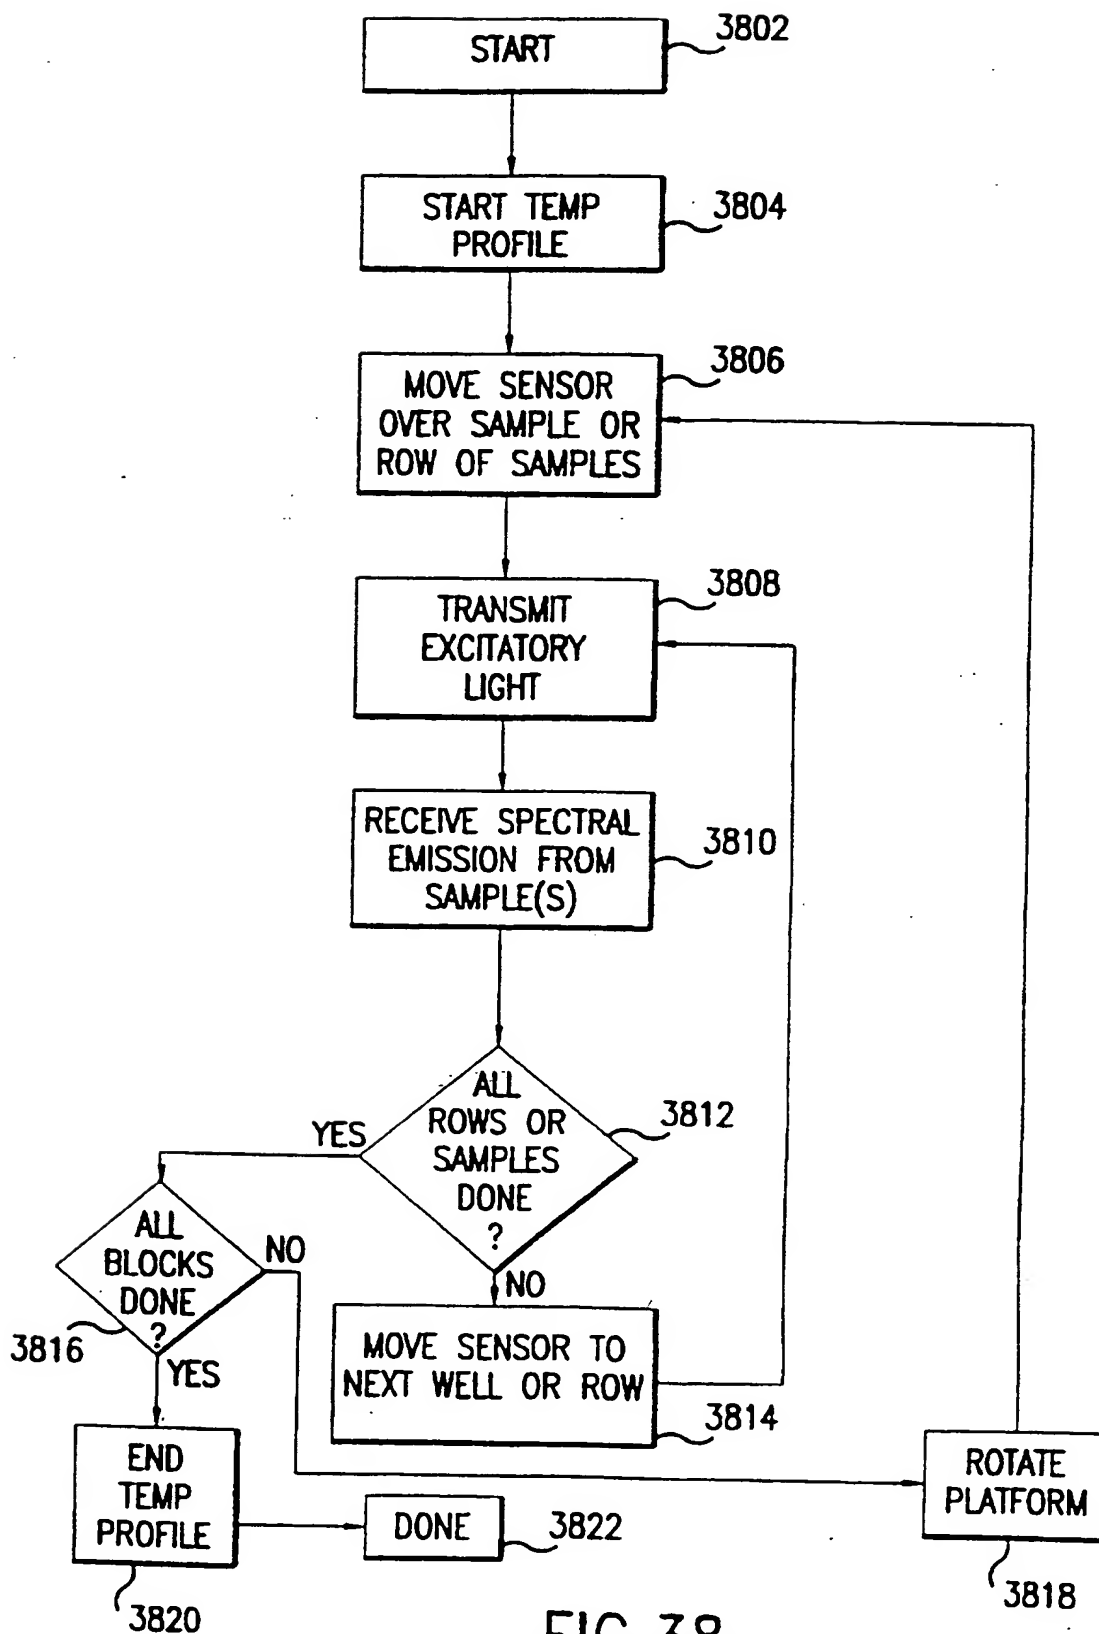 START
3802
START TEMP
PROFILE
3804
MOVE SENSOR
OVER SAMPLE OR
ROW OF SAMPLES
3806
TRANSMIT
EXCITATORY
LIGHT
3808
RECEIVE SPECTRAL
EMISSION FROM
SAMPLE(S)
3810
ALL
ROWS OR
SAMPLES
DONE
?
3812
YES
NO
ALL
BLOCKS
DONE
?
3816
NO
YES
MOVE SENSOR TO
NEXT WELL OR ROW
3814
END
TEMP
PROFILE
3820
DONE
3822
ROTATE
PLATFORM
3818
FIG. 38